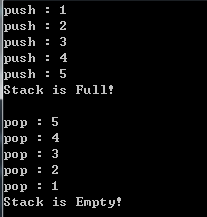 push : 1
push : 2
push : 3
push : 4
push : 5
Stack is Full!
pop : 5
pop : 4
pop : 3
pop : 2
pop : 1
Stack is Empty!